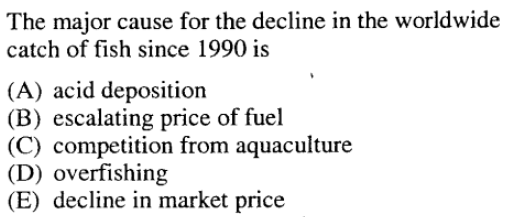 The major cause for the decline in the worldwide
catch of fish since 1990 is
(A) acid deposition
(B) escalating price of fuel
(C) competition from aquaculture
(D) overfishing
(E) decline in market price